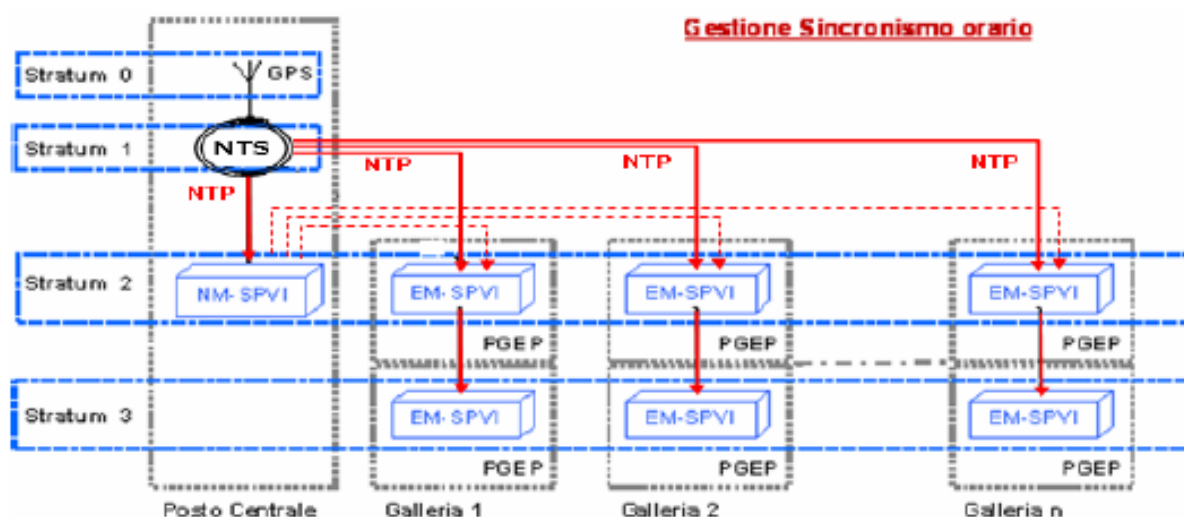 Gestione Sincronismo orario
Stratum 0
GPS
Stratum 1
NTS
NTP
NTP
NTP
NTP
Stratum 2
NM-SPVI
EM-SPVI
EM-SPVI
EM-SPVI
PGEP
PGEP
PGEP
Stratum 3
EM-SPVI
EM-SPVI
EM-SPVI
PGEP
PGEP
PGEP
Posto Centrale
Galleria 1
Galleria 2
Galleria n